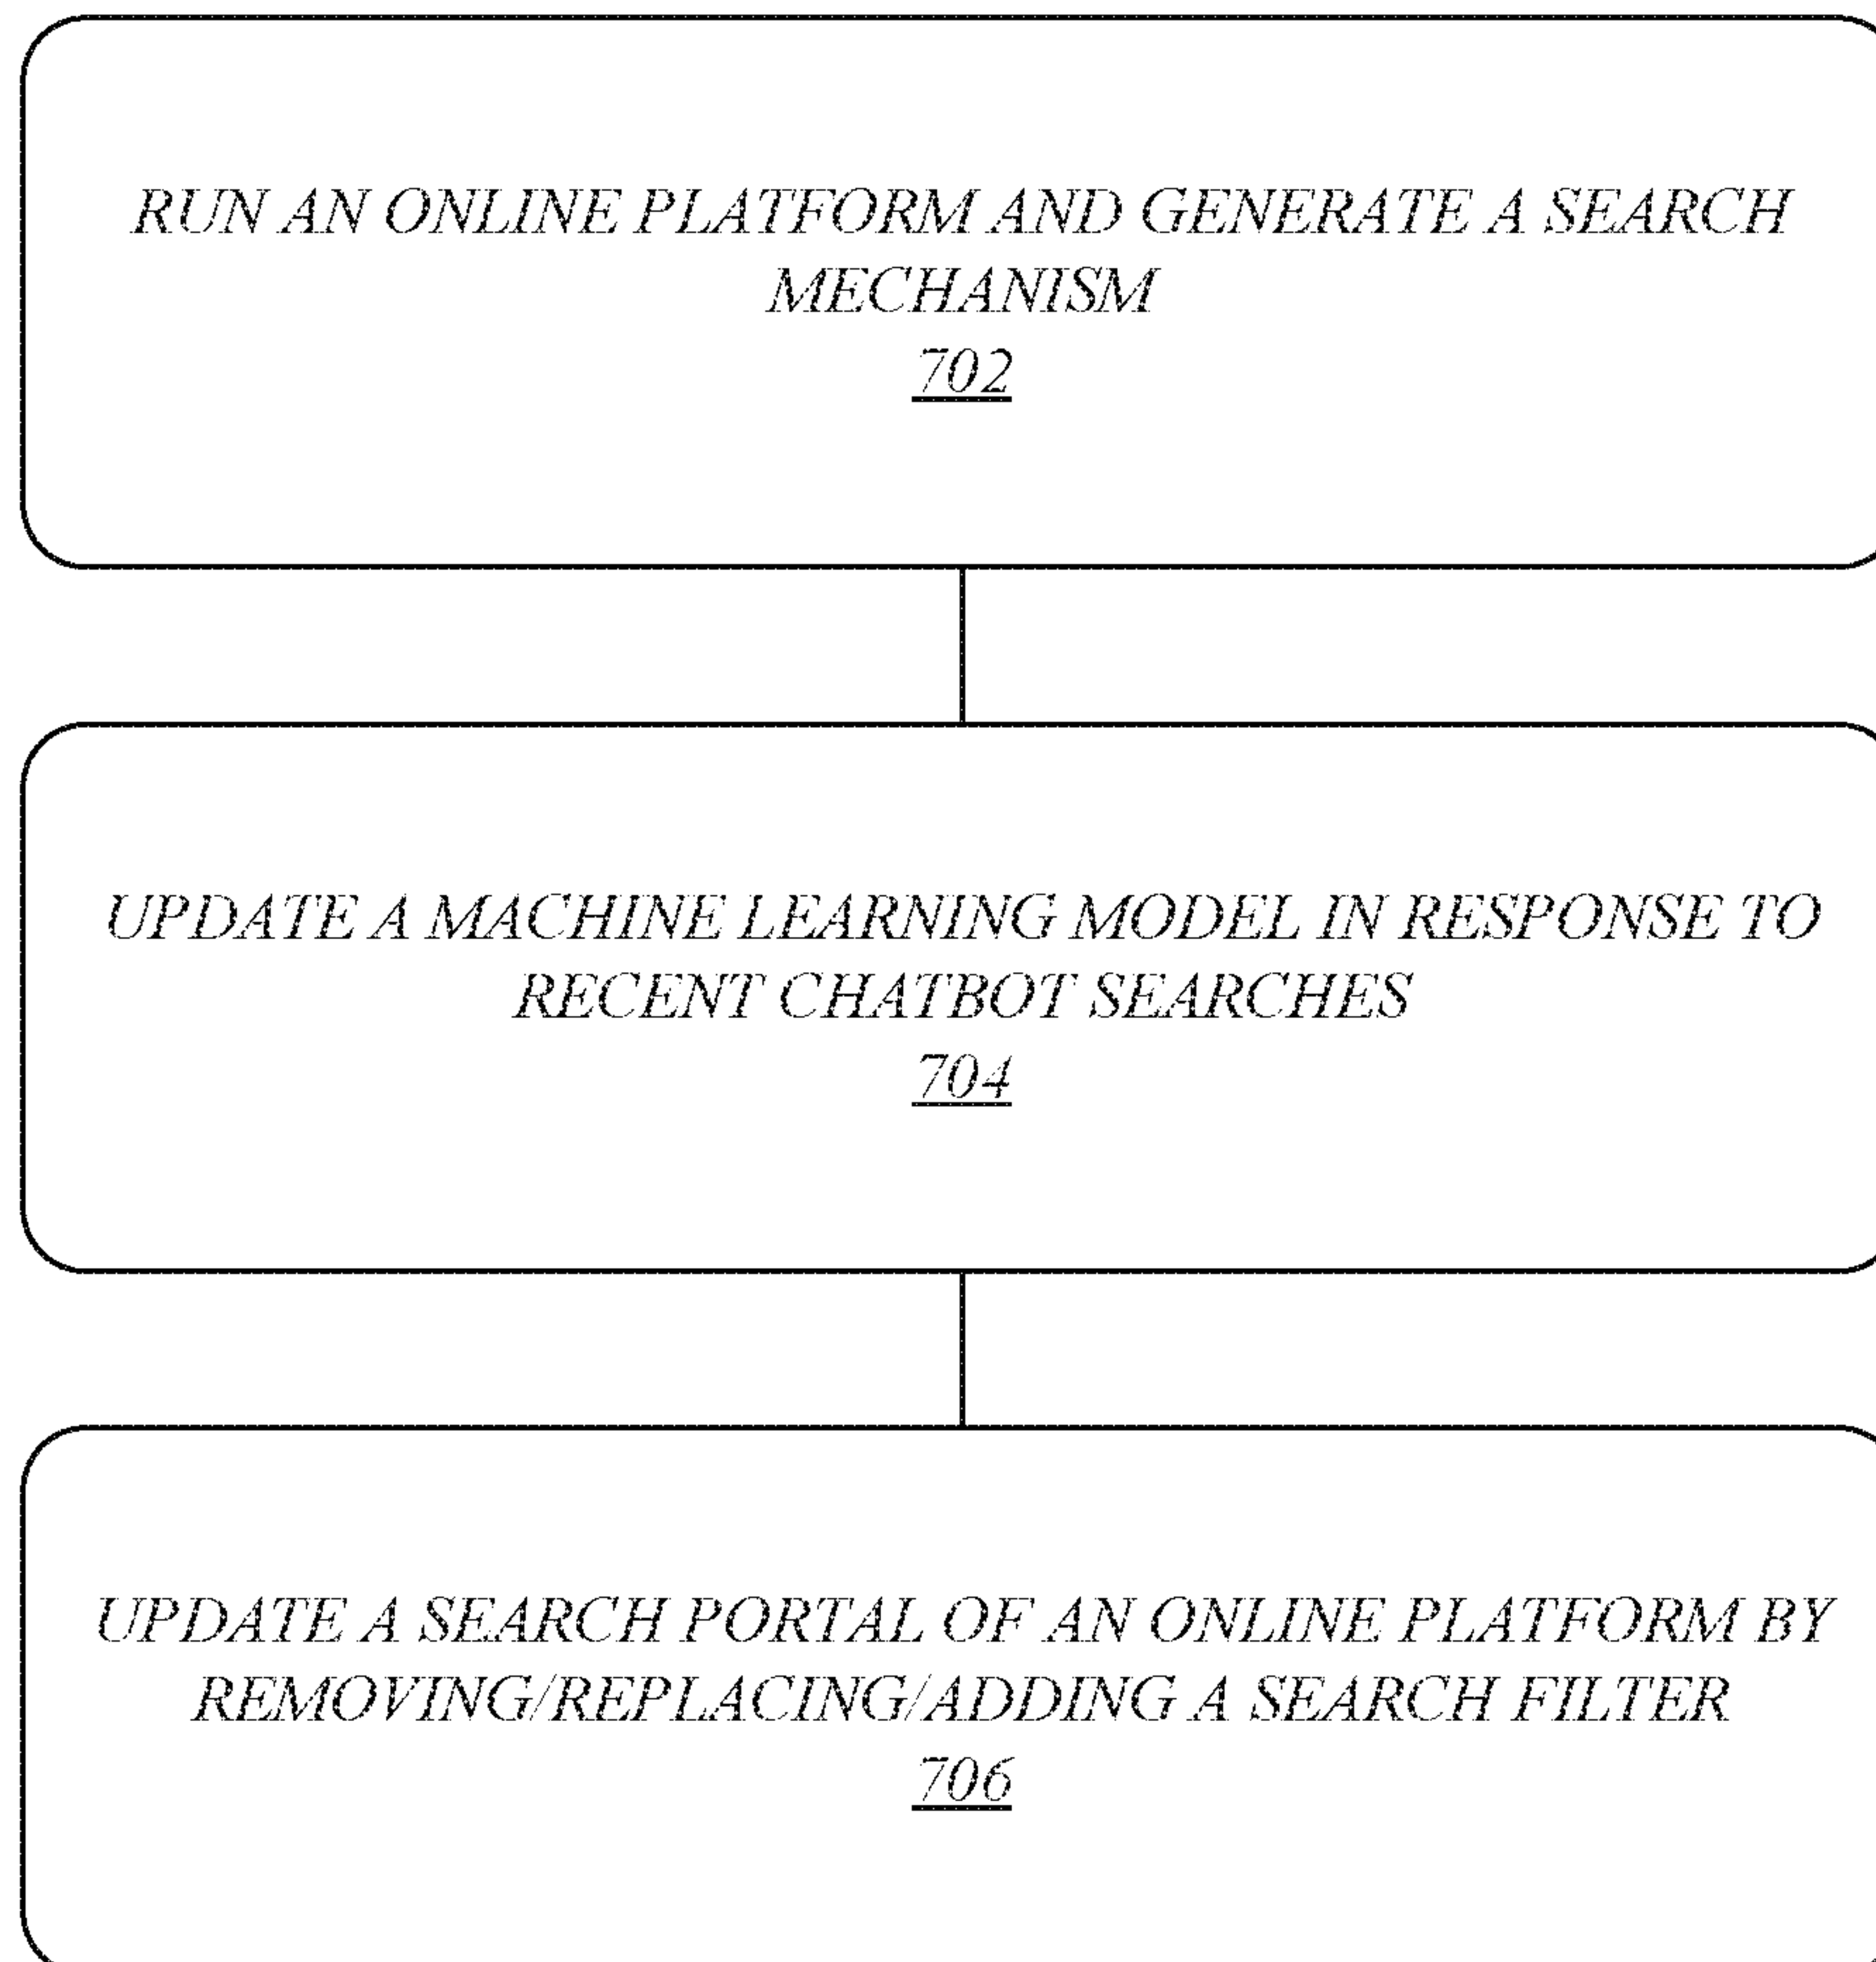 RUN AN ONLINE PLATFORM AND GENERATE A SEARCH
MECHANISM
702
UPDATE A MACHINE LEARNING MODEL IN RESPONSE TO
RECENT CHATBOT SEARCHES
704
UPDATE A SEARCH PORTAL OF AN ONLINE PLATFORM BY
REMOVING/REPLACING/ADDING A SEARCH FILTER
706